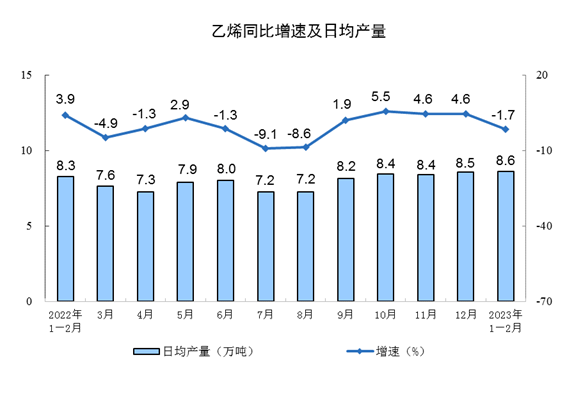 乙烯同比增速及日均产量
15
10
5
0
20
-10
-40
-70
3.9
-4.9
-1.3
2.9
-1.3
-9.1
-8.6
1.9
5.5
4.6
4.6
-1.7
8.3
7.6
7.3
7.9
8.0
7.2
7.2
8.2
8.4
8.4
8.5
8.6
2022年
1—2月
3月
4月
5月
6月
7月
8月
9月
10月
11月
12月
2023年
1—2月
日均产量（万吨）
增速（%）